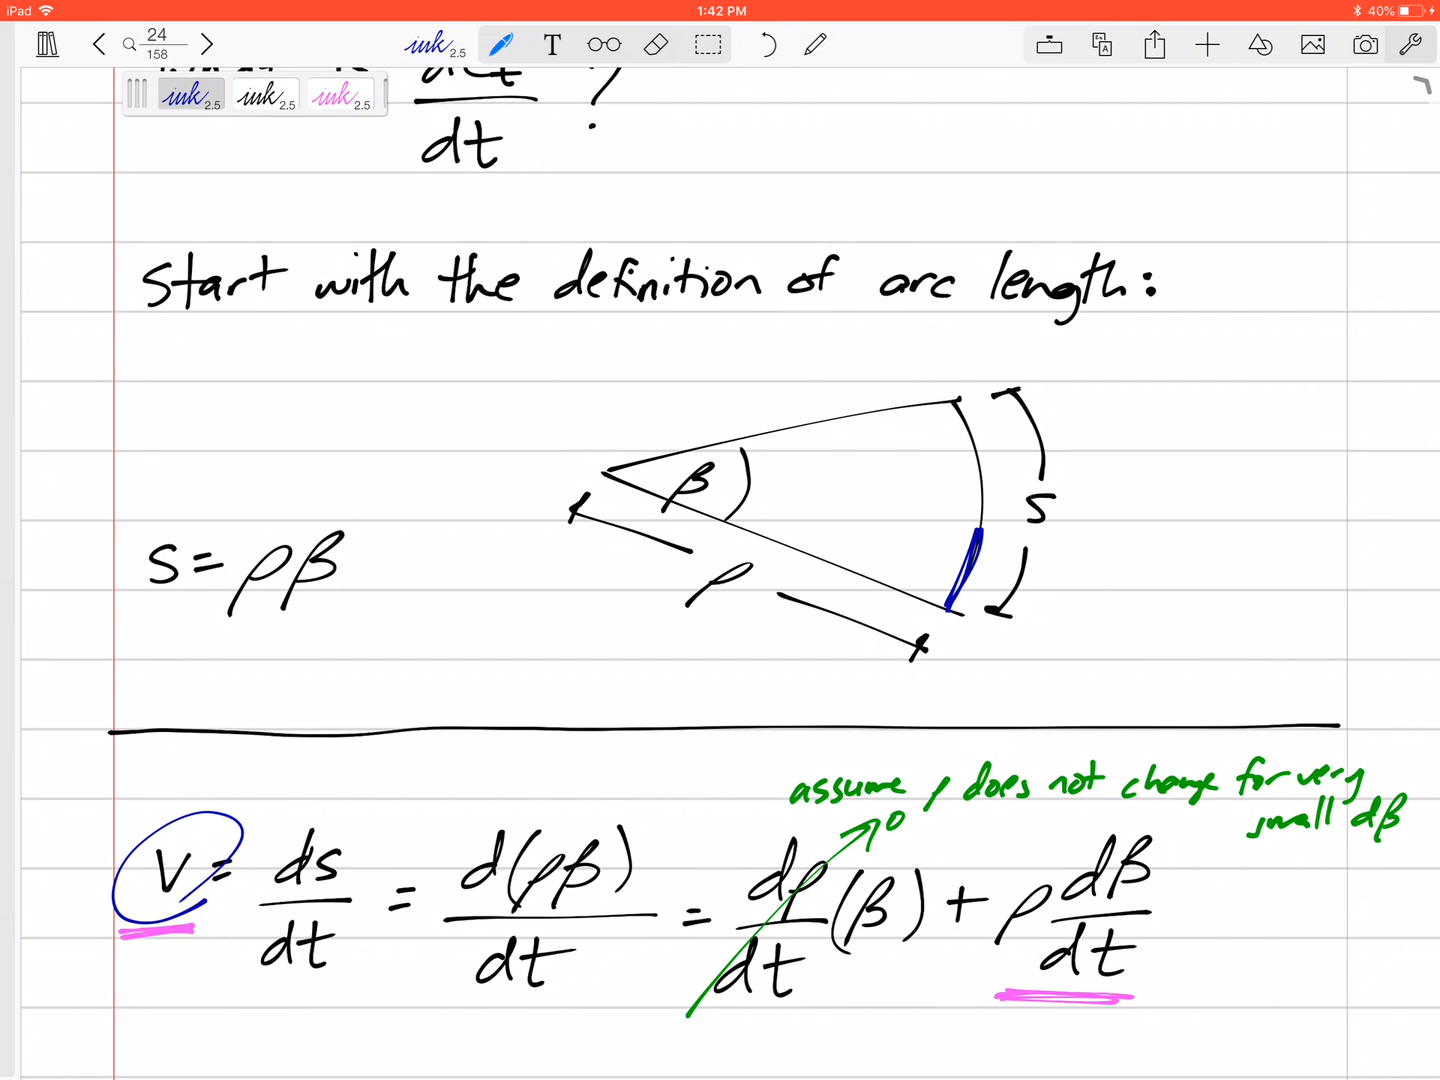 iPad 1:42 PM 40%
24
158
ink 2.5 T
ink 2.5 ink 2.5 ink 2.5
dt ?
Start with the definition of arc length:
β
s
s = ρβ
ρ
assume ρ does not change for very
small dβ
0
v = ds/dt = d(ρβ)/dt = dρ/dt (β) + ρ dβ/dt